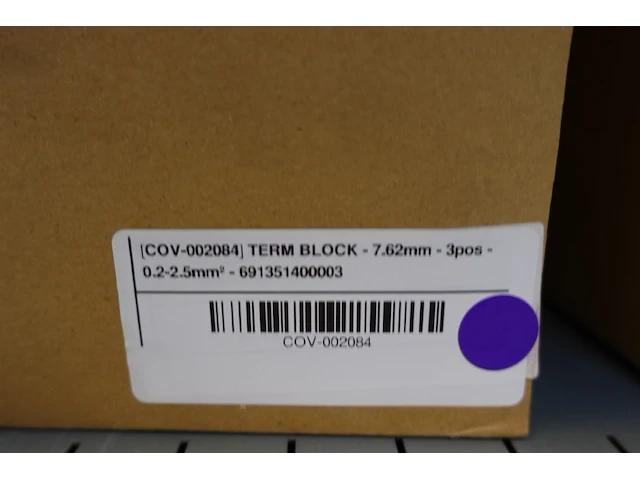 [COV-002084] TERM BLOCK - 7.62mm - 3pos -
0.2-2.5mm² - 691351400003
COV-002084